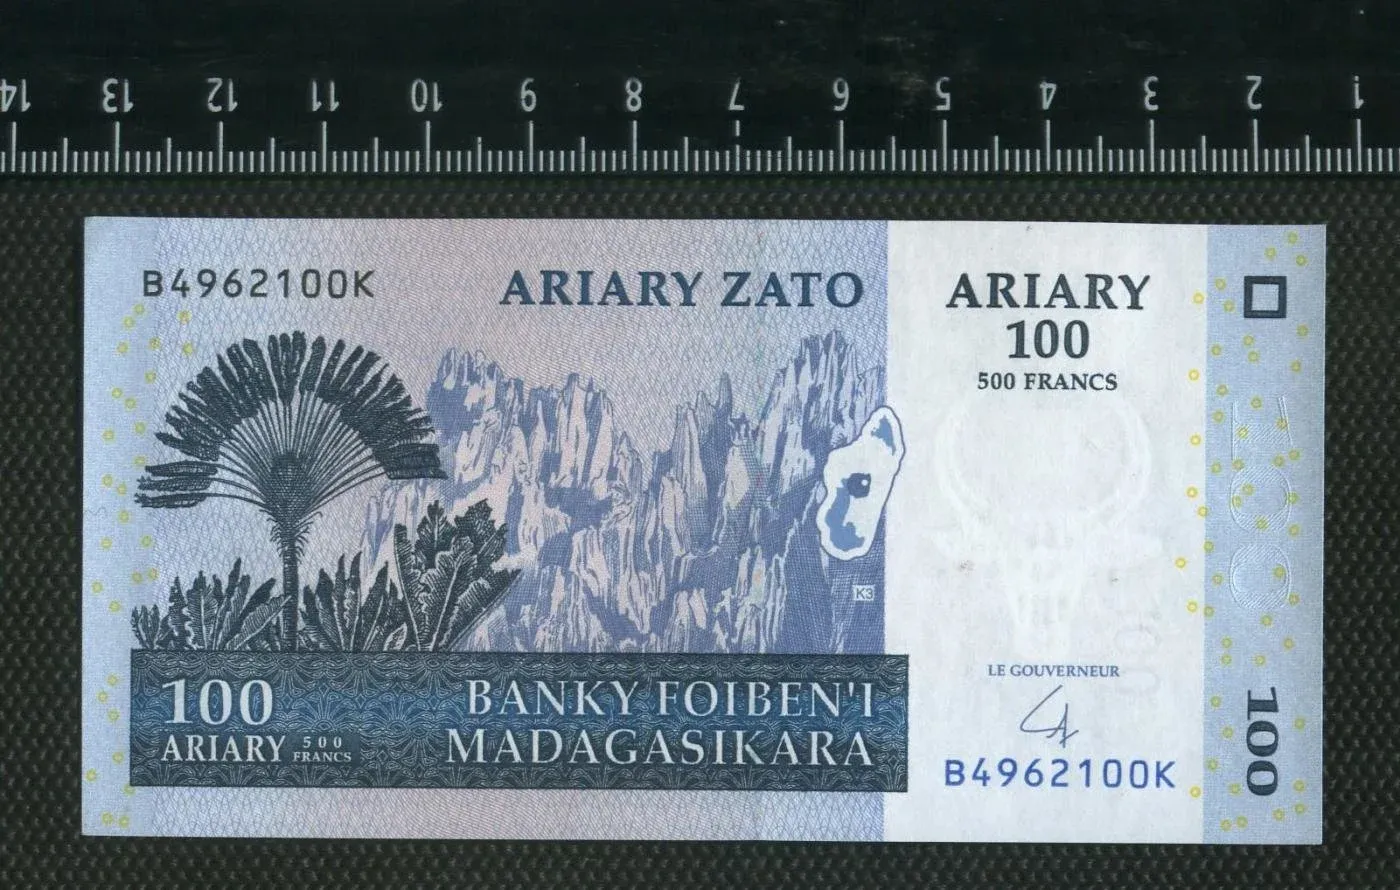 14 13 12 11 10 9 8 7 6 5 4 3 2 1
B4962100K
ARIARY ZATO
ARIARY
100
500 FRANCS
K3
100
LE GOUVERNEUR
100
ARIARY 500 FRANCS
BANKY FOIBEN'I
MADAGASIKARA
B4962100K
100